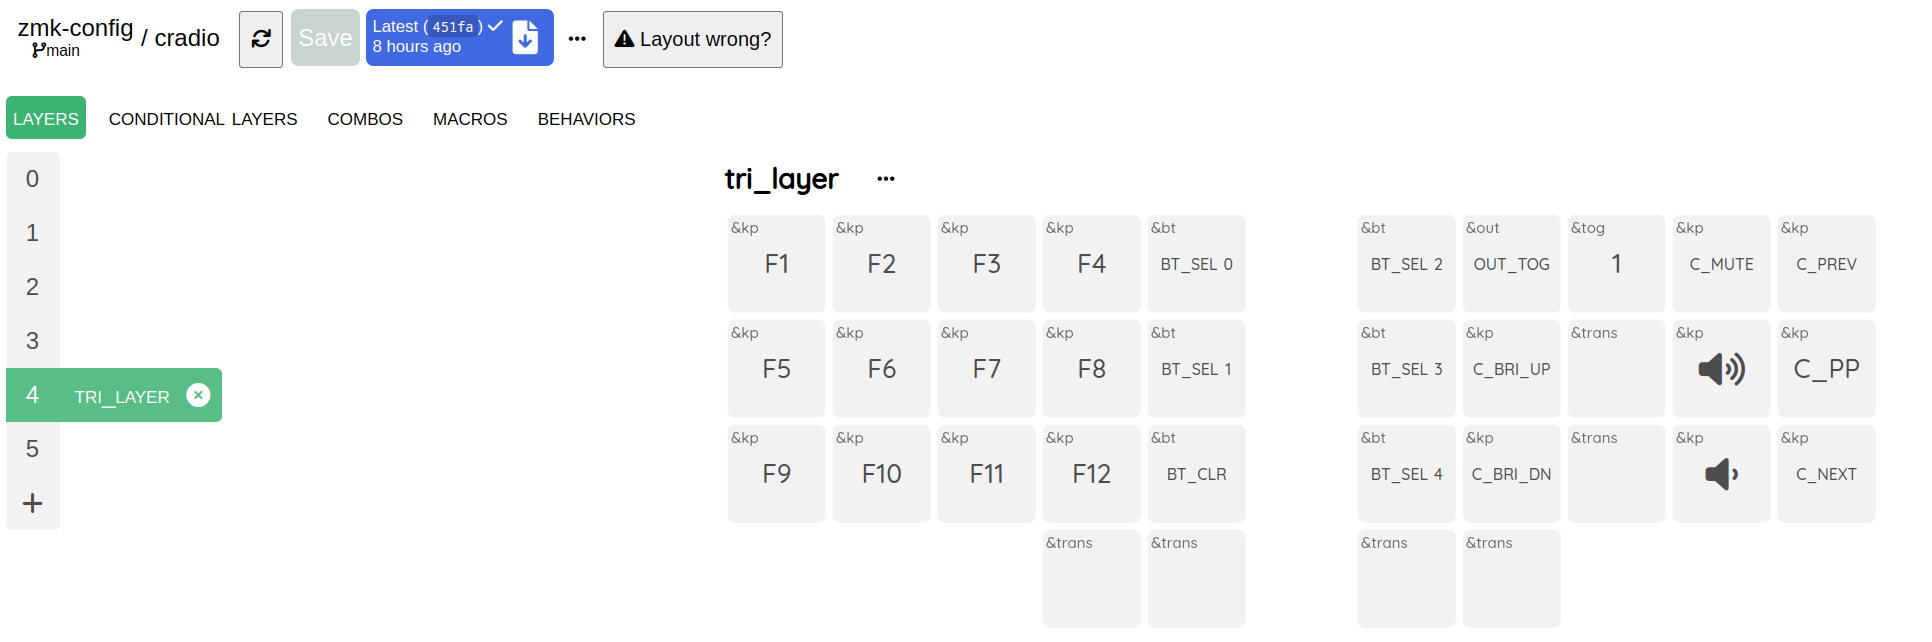 zmk-config / cradio
main
Save
Latest (451fa)
8 hours ago
Layout wrong?
LAYERS CONDITIONAL LAYERS COMBOS MACROS BEHAVIORS
0
1
2
3
4 TRI_LAYER
5
+
tri_layer
&kp &kp &kp &kp &bt &bt &out &tog &kp &kp
F1 F2 F3 F4 BT_SEL 0 BT_SEL 2 OUT_TOG 1 C_MUTE C_PREV
&kp &kp &kp &kp &bt &bt &kp &trans &kp &kp
F5 F6 F7 F8 BT_SEL 1 BT_SEL 3 C_BRI_UP C_PP
&kp &kp &kp &kp &bt &bt &kp &trans &kp &kp
F9 F10 F11 F12 BT_CLR BT_SEL 4 C_BRI_DN C_NEXT
&trans &trans &trans &trans